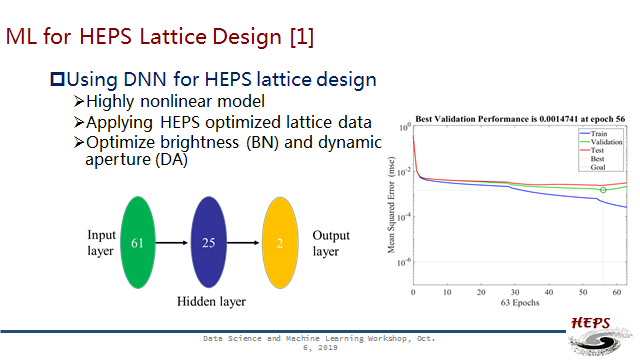 ML for HEPS Lattice Design [1]
Using DNN for HEPS lattice design
Highly nonlinear model
Applying HEPS optimized lattice data
Optimize brightness (BN) and dynamic
aperture (DA)
Input
layer
61
25
2
Output
layer
Hidden layer
Best Validation Performance is 0.0014741 at epoch 56
Train
Validation
Test
Best
Goal
Mean Squared Error (mse)
10^0
10^-2
10^-4
10^-6
0 10 20 30 40 50 60
63 Epochs
Data Science and Machine Learning Workshop, Oct.
6, 2019
HEPS